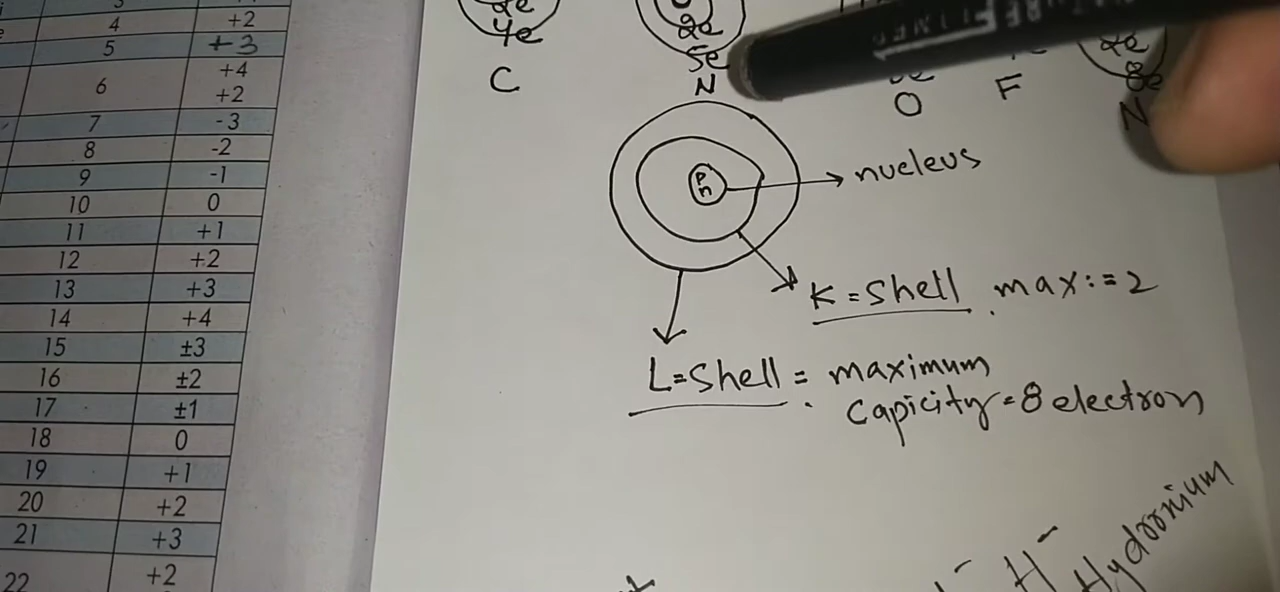 4 +2
5 +3
6 +4
+2
7 -3
8 -2
9 -1
10 0
11 +1
12 +2
13 +3
14 +4
15 ±3
16 ±2
17 ±1
18 0
19 +1
20 +2
21 +3
22 +2
2e
4e
C
2e
5e
N
O
F
2e
8e
N
P
n
nucleus
K=Shell max:=2
L=Shell = maximum
Capicity=8 electron
H⁻
Hydronium